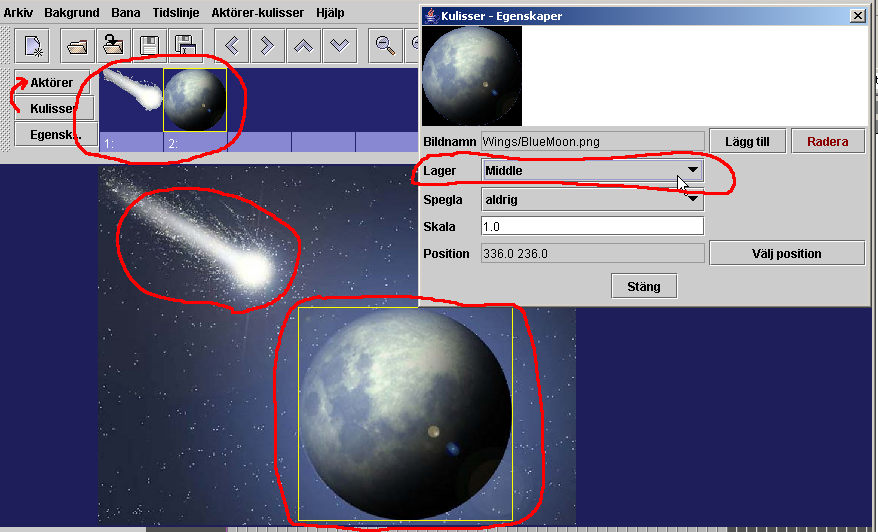 Arkiv Bakgrund Bana Tidslinje Aktörer-kulisser Hjälp
Kulisser - Egenskaper
Aktörer
Kulisser
Egensk...
1: 2:
Bildnamn Wings/BlueMoon.png Lägg till Radera
Lager Middle
Spegla aldrig
Skala 1.0
Position 336.0 236.0 Välj position
Stäng